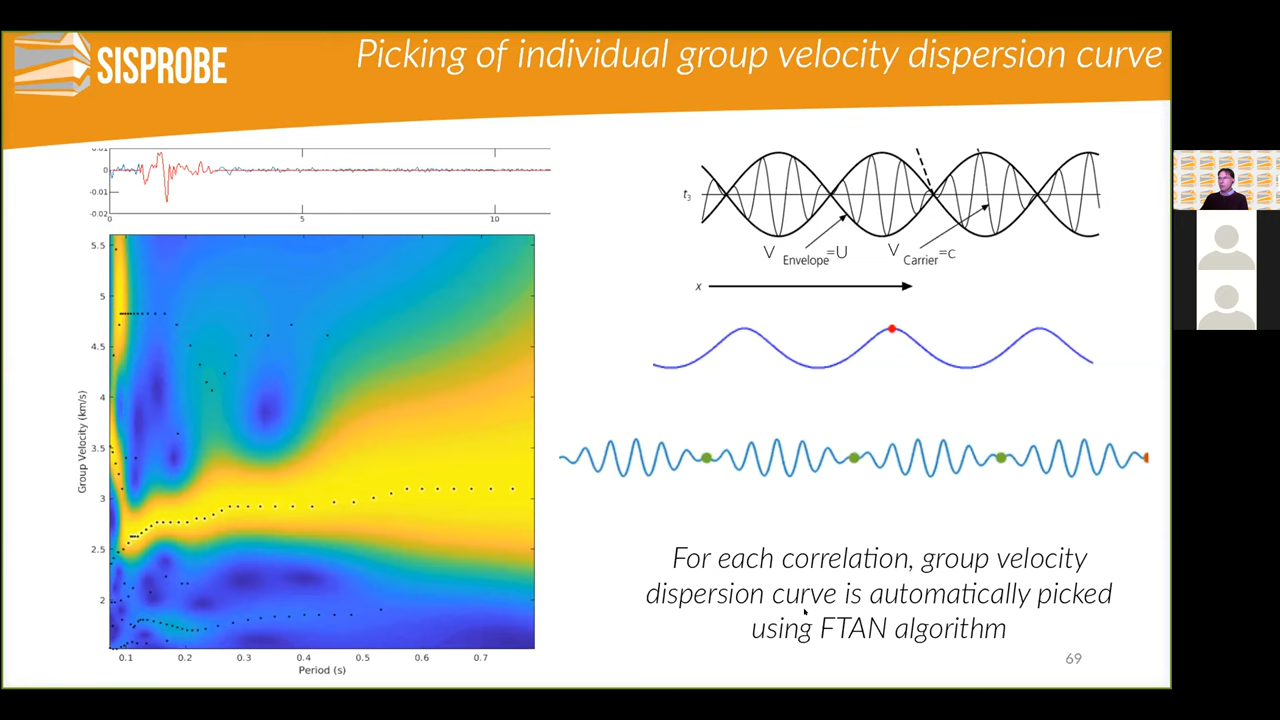 SISPROBE
Picking of individual group velocity dispersion curve
0.01
0
-0.01
-0.02
0 5 10
5.5
5
4.5
4
3.5
3
2.5
2
Group Velocity (km/s)
0.1 0.2 0.3 0.4 0.5 0.6 0.7
Period (s)
t3
V Envelope=U
V Carrier=c
x
For each correlation, group velocity
dispersion curve is automatically picked
using FTAN algorithm
69